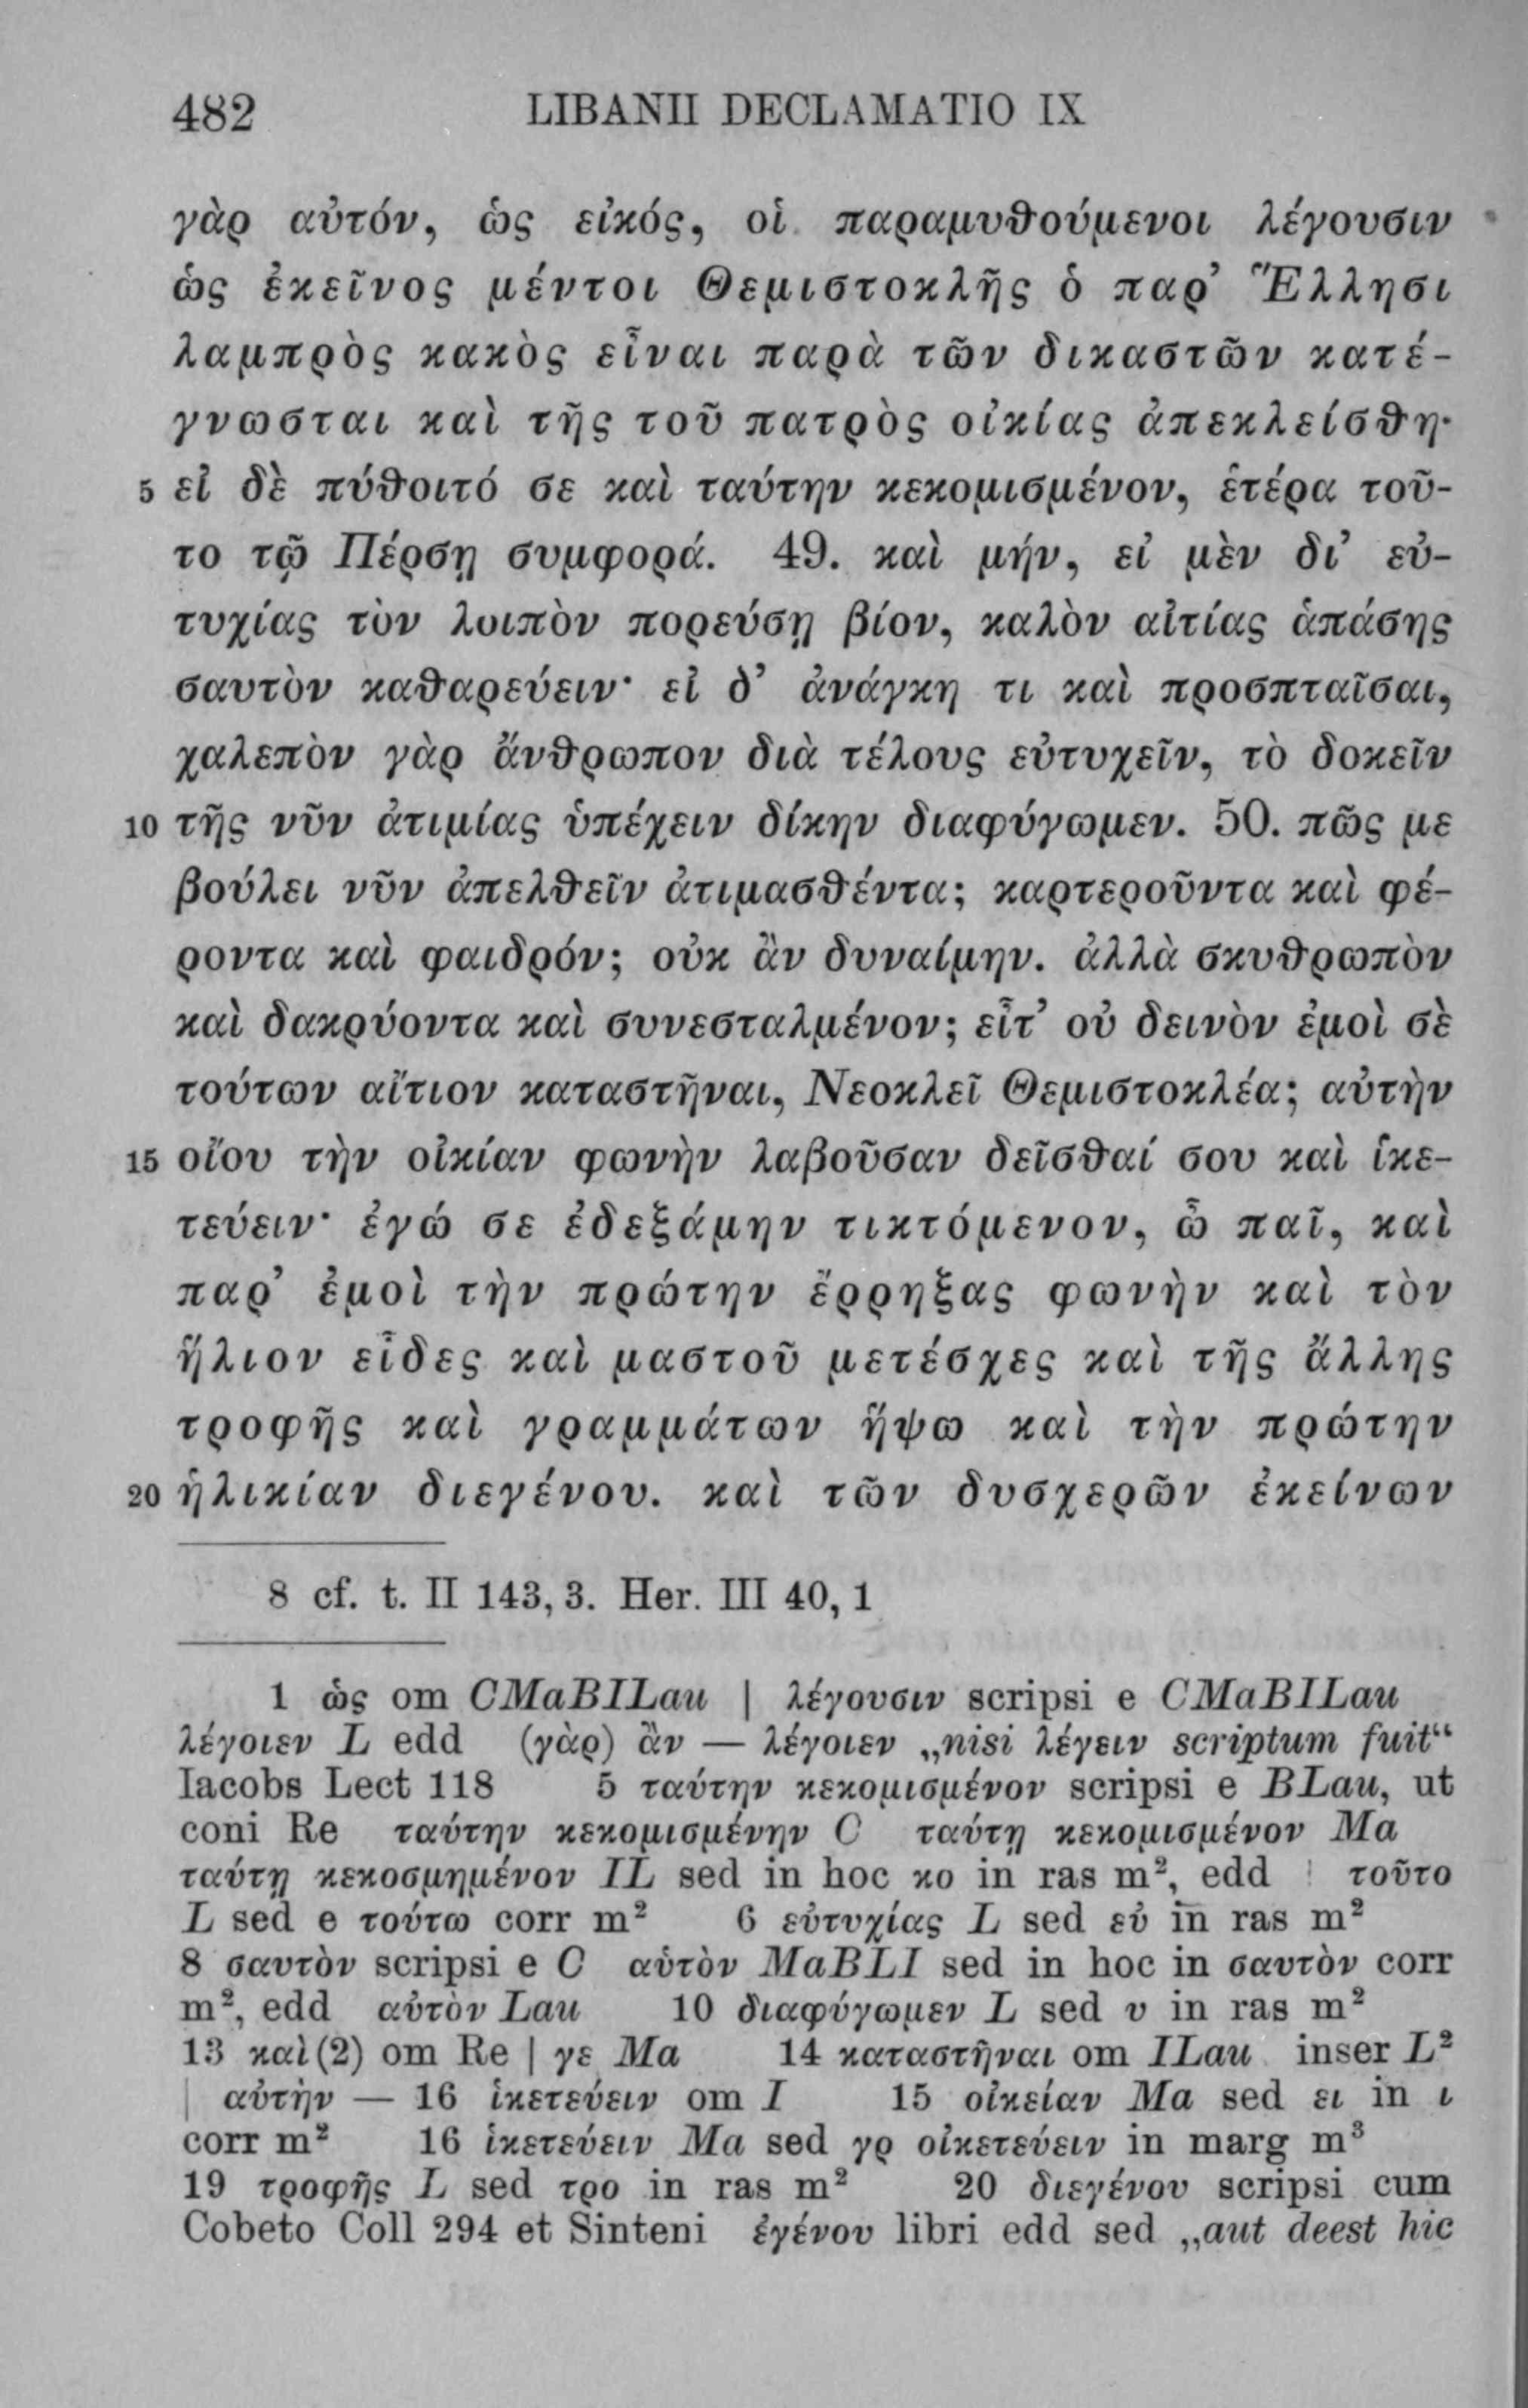 482 LIBANII DECLAMATIO IX
γὰρ αὐτόν, ὡς εἰκός, οἱ παραμυθούμενοι λέγουσιν
ὡς ἐκεῖνος μέντοι Θεμιστοκλῆς ὁ παρ’ Ἕλλησι
λαμπρὸς κακὸς εἶναι παρὰ τῶν δικαστῶν κατέ-
γνωσται καὶ τῆς τοῦ πατρὸς οἰκίας ἀπεκλείσθη·
5 εἰ δὲ πύθοιτό σε καὶ ταύτην κεκομισμένον, ἑτέρα τοῦ-
το τῷ Πέρσῃ συμφορά. 49. καὶ μήν, εἰ μὲν δι’ εὐ-
τυχίας τὸν λοιπὸν πορεύσῃ βίον, καλὸν αἰτίας ἁπάσης
σαυτὸν καθαρεύειν· εἰ δ’ ἀνάγκη τι καὶ προσπταῖσαι,
χαλεπὸν γὰρ ἄνθρωπον διὰ τέλους εὐτυχεῖν, τὸ δοκεῖν
10 τῆς νῦν ἀτιμίας ὑπέχειν δίκην διαφύγωμεν. 50. πῶς με
βούλει νῦν ἀπελθεῖν ἀτιμασθέντα; καρτεροῦντα καὶ φέ-
ροντα καὶ φαιδρόν; οὐκ ἂν δυναίμην. ἀλλὰ σκυθρωπὸν
καὶ δακρύοντα καὶ συνεσταλμένον; εἶτ’ οὐ δεινὸν ἐμοὶ σὲ
τούτων αἴτιον καταστῆναι, Νεοκλεῖ Θεμιστοκλέα; αὐτὴν
15 οἴου τὴν οἰκίαν φωνὴν λαβοῦσαν δεῖσθαί σου καὶ ἱκε-
τεύειν· ἐγώ σε ἐδεξάμην τικτόμενον, ὦ παῖ, καὶ
παρ’ ἐμοὶ τὴν πρώτην ἔρρηξας φωνὴν καὶ τὸν
ἥλιον εἶδες καὶ μαστοῦ μετέσχες καὶ τῆς ἄλλης
τροφῆς καὶ γραμμάτων ἥψω καὶ τὴν πρώτην
20 ἡλικίαν διεγένου. καὶ τῶν δυσχερῶν ἐκείνων
8 cf. t. II 143, 3. Her. III 40, 1
1 ὡς om CMaBILau | λέγουσιν scripsi e CMaBILau
λέγοιεν L edd (γὰρ) ἂν — λέγοιεν „nisi λέγειν scriptum fuit“
Iacobs Lect 118 5 ταύτην κεκομισμένον scripsi e BLau, ut
coni Re ταύτην κεκομισμένην C ταύτῃ κεκομισμένον Ma
ταύτῃ κεκοσμημένον IL sed in hoc κο in ras m², edd | τοῦτο
L sed e τούτω corr m² 6 εὐτυχίας L sed εὐ in ras m²
8 σαυτὸν scripsi e C αὑτὸν MaBLI sed in hoc in σαυτὸν corr
m², edd αὐτὸν Lau 10 διαφύγωμεν L sed υ in ras m²
13 καὶ (2) om Re | γε Ma 14 καταστῆναι om ILau inser L²
| αὐτὴν — 16 ἱκετεύειν om I 15 οἰκείαν Ma sed ει in ι
corr m² 16 ἱκετεύειν Ma sed γρ οἰκετεύειν in marg m³
19 τροφῆς L sed τρο in ras m² 20 διεγένου scripsi cum
Cobeto Coll 294 et Sinteni ἐγένου libri edd sed „aut deest hic